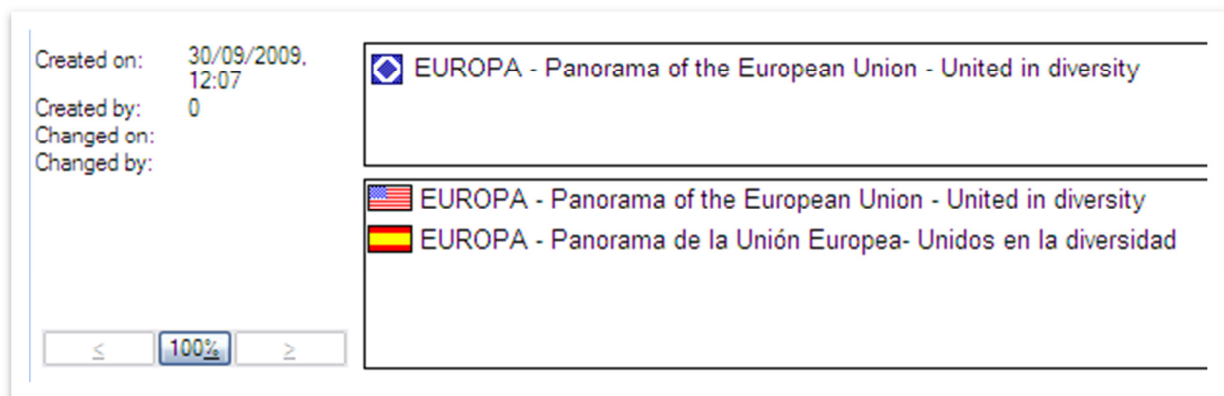 Created on: 30/09/2009,
12:07
Created by: 0
Changed on:
Changed by:
< 100% >
EUROPA - Panorama of the European Union - United in diversity
EUROPA - Panorama of the European Union - United in diversity
EUROPA - Panorama de la Unión Europea- Unidos en la diversidad